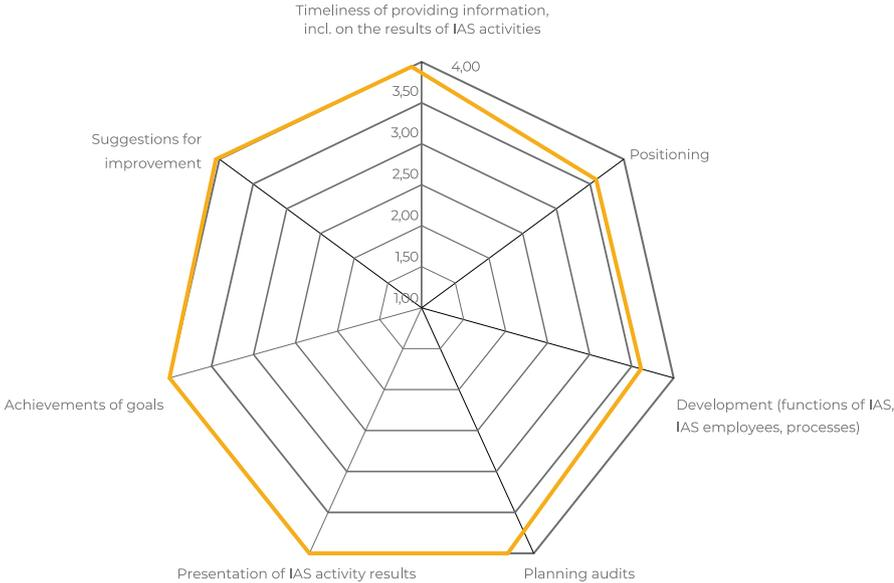 Timeliness of providing information,
incl. on the results of IAS activities
4,00
3,50
3,00
2,50
2,00
1,50
1,00
Suggestions for
improvement
Positioning
Achievements of goals
Development (functions of IAS,
IAS employees, processes)
Presentation of IAS activity results
Planning audits